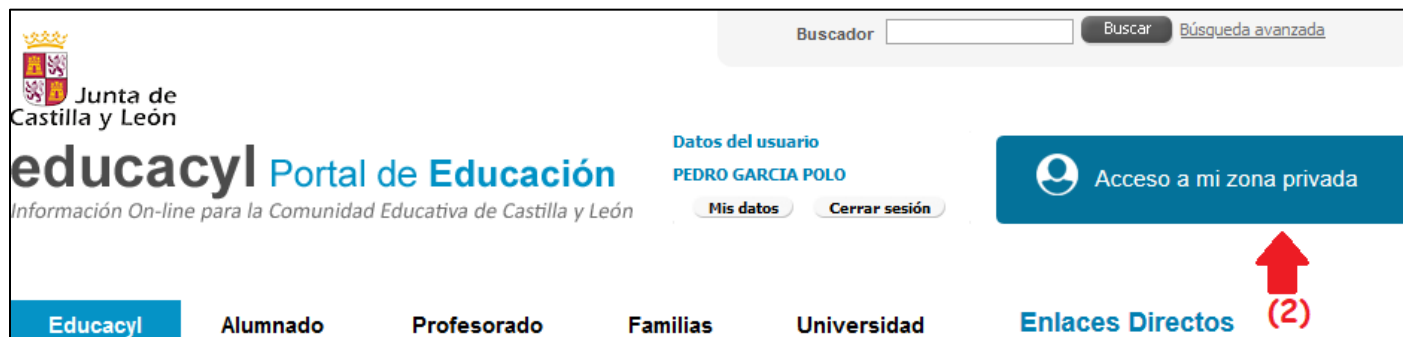 Buscador Buscar Búsqueda avanzada
Junta de
Castilla y León
educacyl Portal de Educación
Información On-line para la Comunidad Educativa de Castilla y León
Datos del usuario
PEDRO GARCIA POLO
Mis datos Cerrar sesión
Acceso a mi zona privada
Educacyl Alumnado Profesorado Familias Universidad Enlaces Directos (2)